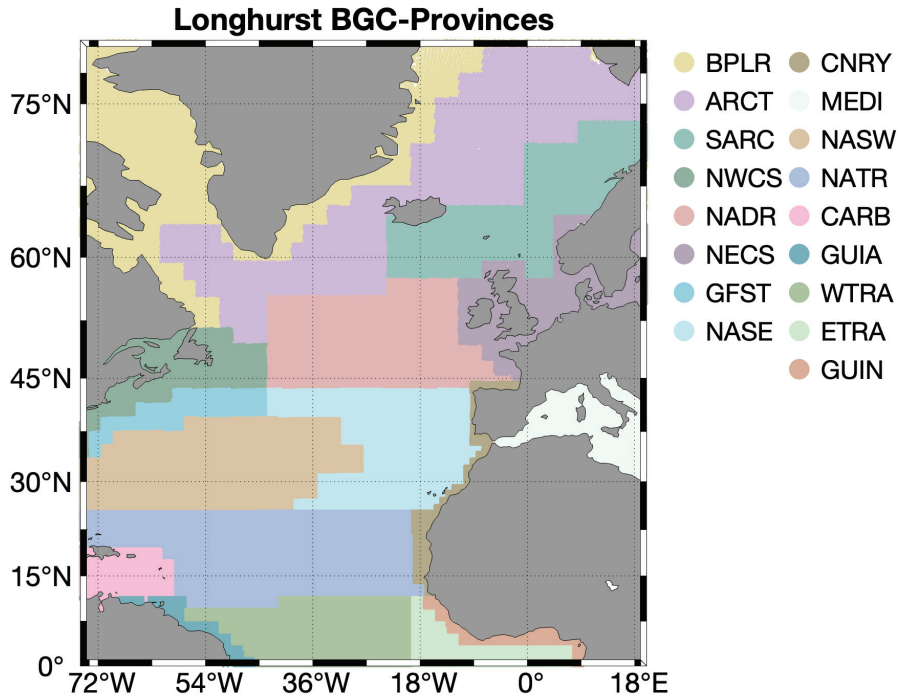 Longhurst BGC-Provinces
75°N
60°N
45°N
30°N
15°N
0°
72°W 54°W 36°W 18°W 0° 18°E
BPLR
ARCT
SARC
NWCS
NADR
NECS
GFST
NASE
CNRY
MEDI
NASW
NATR
CARB
GUIA
WTRA
ETRA
GUIN